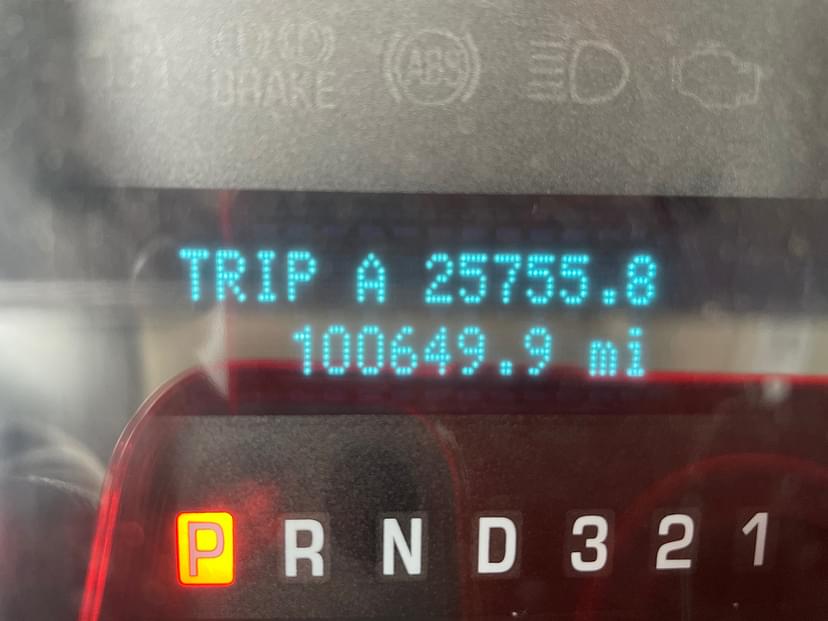 BRAKE ABS
TRIP A 25755.8
100649.9 mi
P R N D 3 2 1